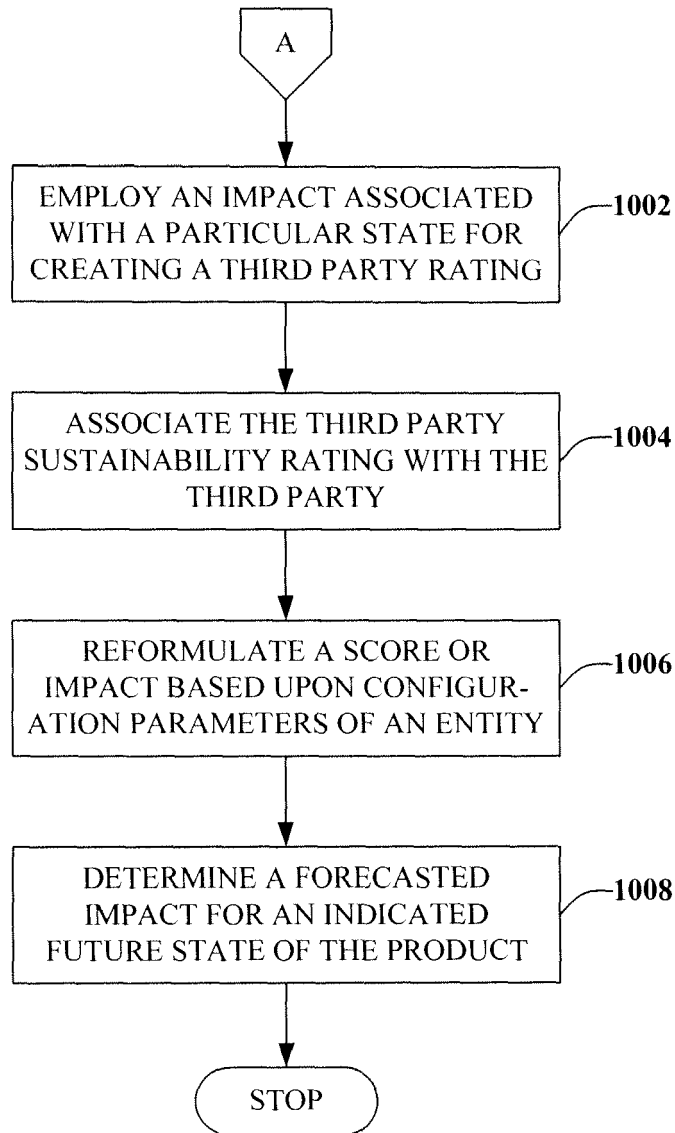 A
EMPLOY AN IMPACT ASSOCIATED
WITH A PARTICULAR STATE FOR
CREATING A THIRD PARTY RATING
1002
ASSOCIATE THE THIRD PARTY
SUSTAINABILITY RATING WITH THE
THIRD PARTY
1004
REFORMULATE A SCORE OR
IMPACT BASED UPON CONFIGUR-
ATION PARAMETERS OF AN ENTITY
1006
DETERMINE A FORECASTED
IMPACT FOR AN INDICATED
FUTURE STATE OF THE PRODUCT
1008
STOP